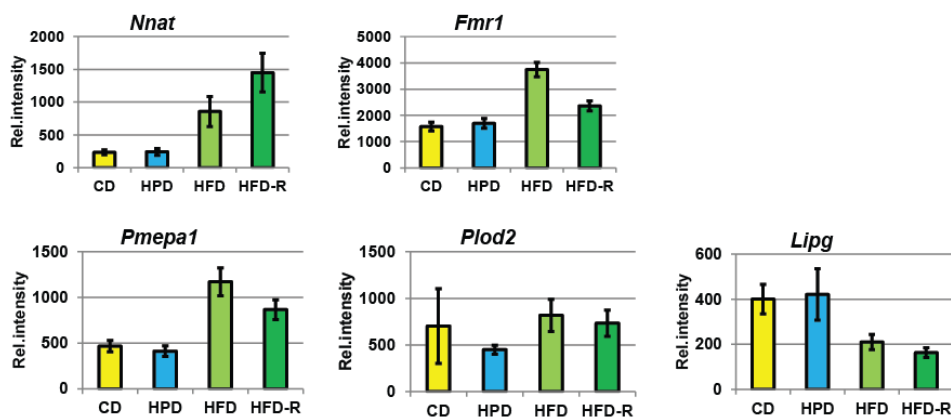 Nnat
Rel.intensity
2000
1500
1000
500
0
CD HPD HFD HFD-R
Fmr1
Rel.intensity
5000
4000
3000
2000
1000
0
CD HPD HFD HFD-R
Pmepa1
Rel.intensity
1500
1000
500
0
CD HPD HFD HFD-R
Plod2
Rel.intensity
1500
1000
500
0
CD HPD HFD HFD-R
Lipg
Rel.intensity
600
400
200
0
CD HPD HFD HFD-R